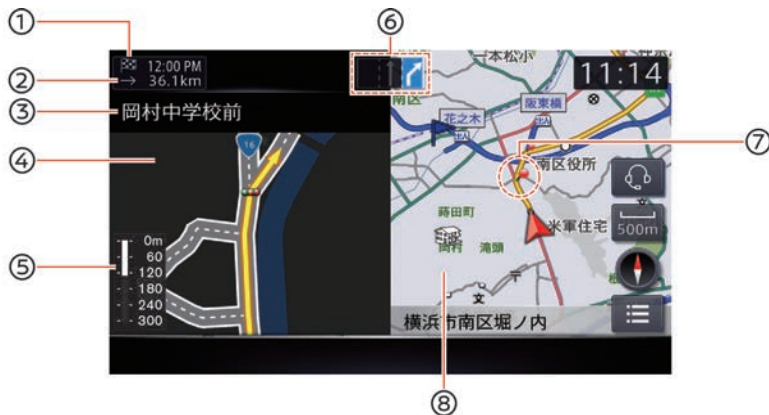 ①
②
③
④
⑤
⑥
⑦
⑧
12:00 PM
36.1km
岡村中学校前
16
0m
60
120
180
240
300
一本松小
11:14
南区
阪東橋
花之木
南区役所
蒔田町
米軍住宅
岡村
滝頭
500m
文
文
横浜市南区堀ノ内